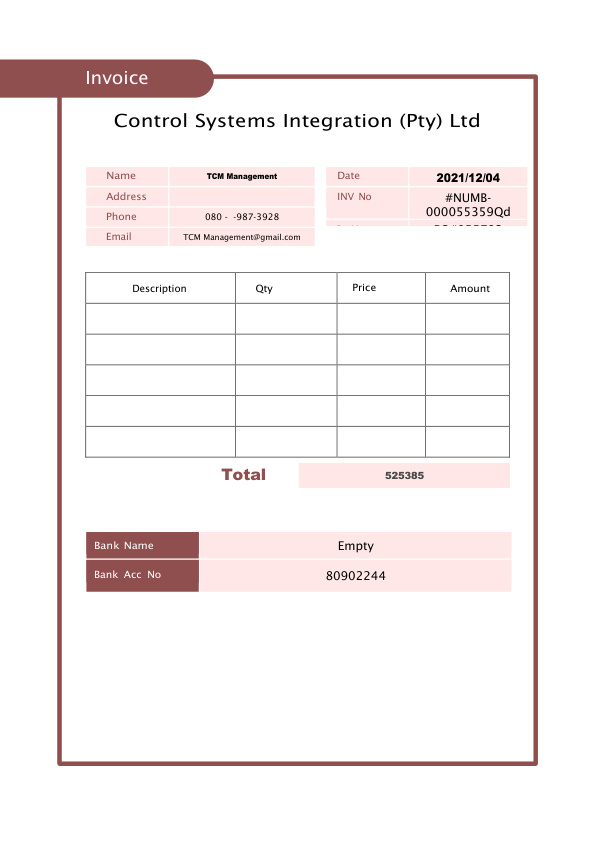 Invoice
Control Systems Integration (Pty) Ltd
Name TCM Management
Address
Phone 080 - -987-3928
Email TCM Management@gmail.com
Date 2021/12/04
INV No #NUMB-
000055359Qd
Description Qty Price Amount
Total 525385
Bank Name Empty
Bank Acc No 80902244